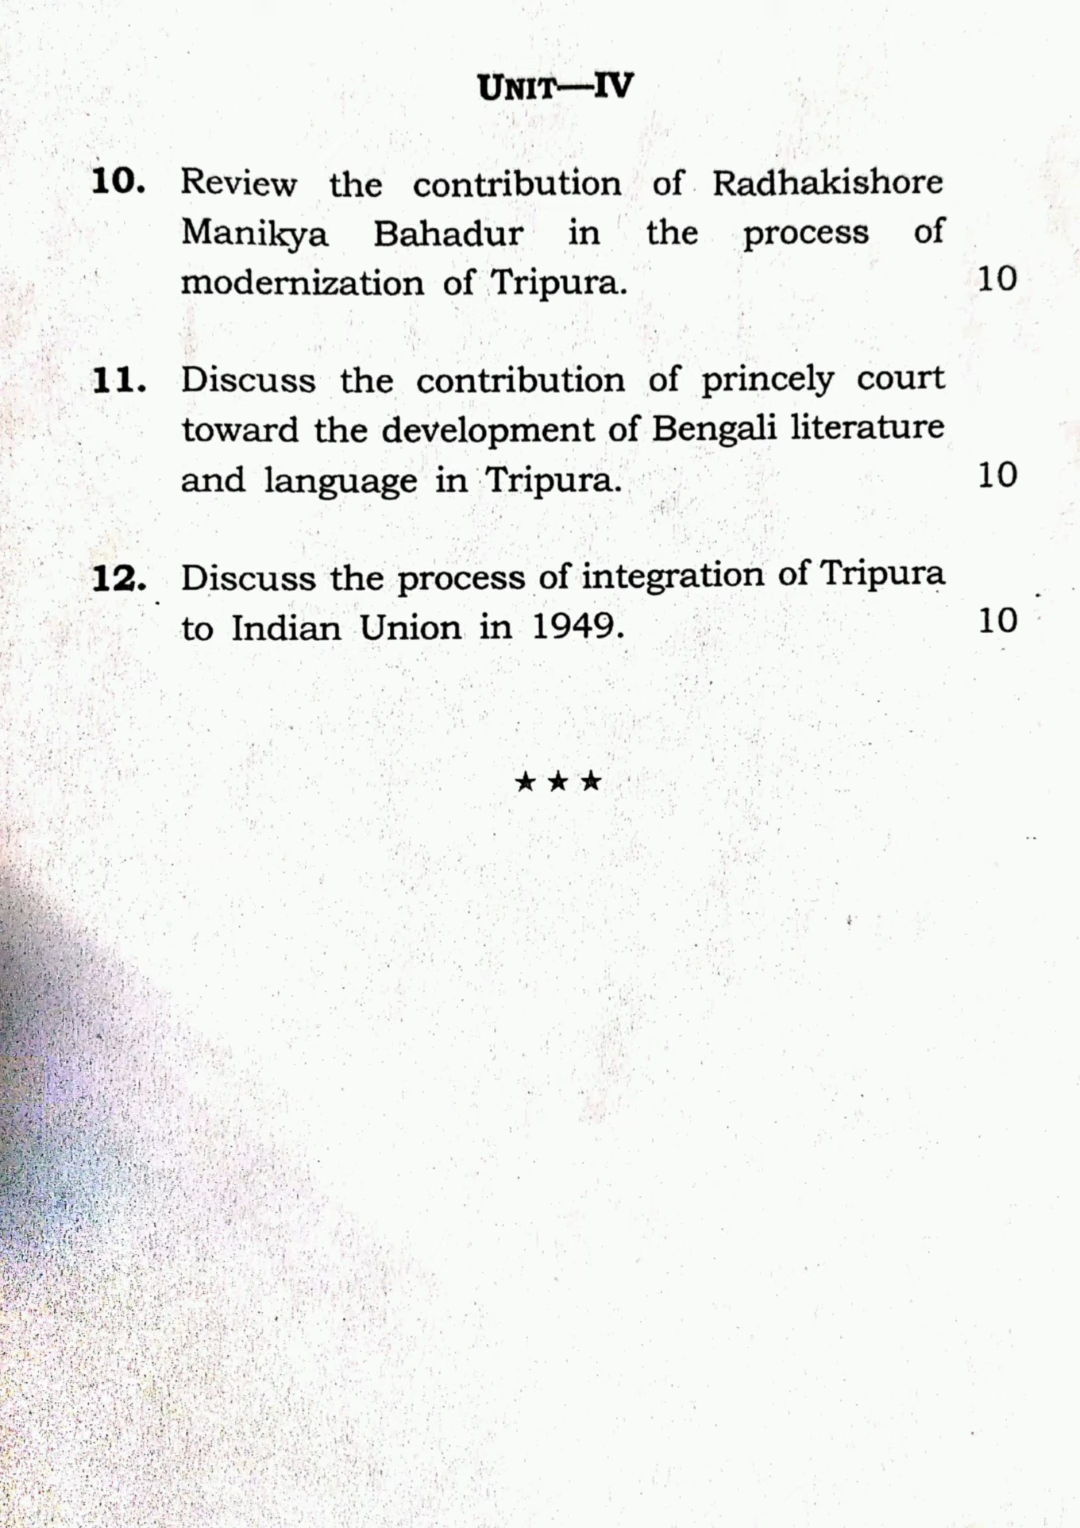 UNIT—IV
10. Review the contribution of Radhakishore
Manikya Bahadur in the process of
modernization of Tripura. 10
11. Discuss the contribution of princely court
toward the development of Bengali literature
and language in Tripura. 10
12. Discuss the process of integration of Tripura
to Indian Union in 1949. 10
★ ★ ★